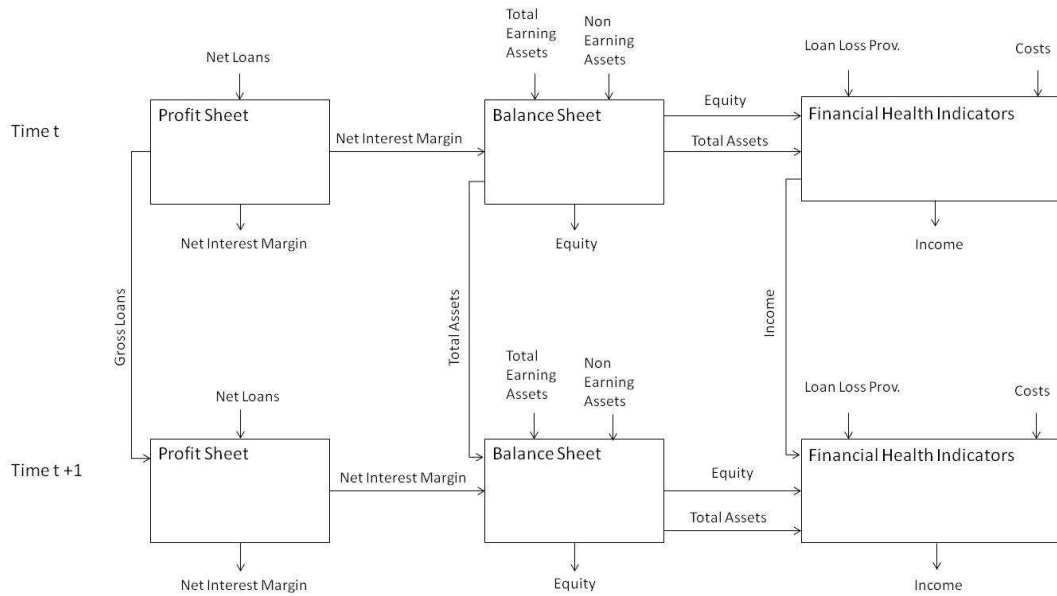 Total
Earning
Assets
Non
Earning
Assets
Net Loans
Loan Loss Prov.
Costs
Time t
Profit Sheet
Balance Sheet
Financial Health Indicators
Equity
Net Interest Margin
Total Assets
Net Interest Margin
Equity
Income
Gross Loans
Total Assets
Income
Total
Earning
Assets
Non
Earning
Assets
Net Loans
Loan Loss Prov.
Costs
Time t +1
Profit Sheet
Balance Sheet
Financial Health Indicators
Net Interest Margin
Equity
Total Assets
Net Interest Margin
Equity
Income